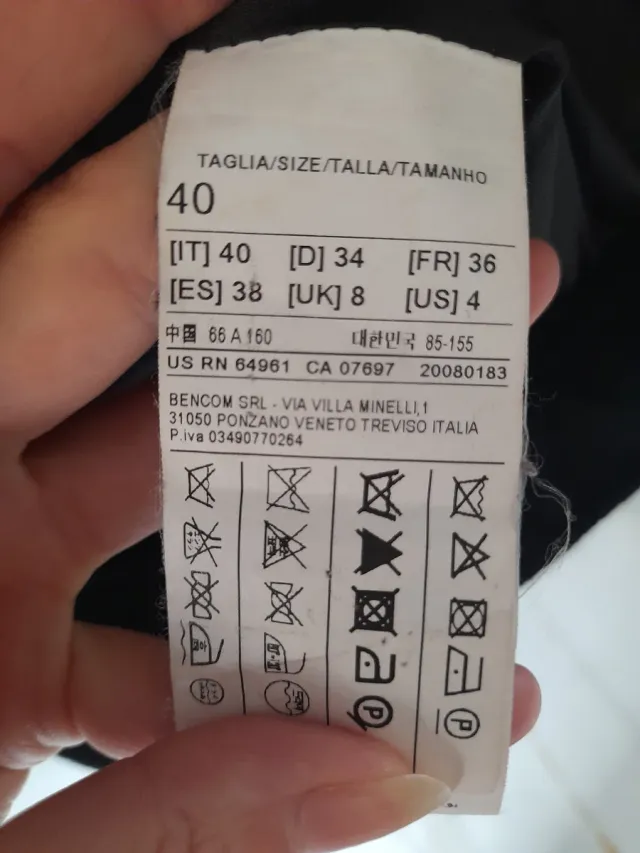 TAGLIA/SIZE/TALLA/TAMANHO
40
[IT] 40 [D] 34 [FR] 36
[ES] 38 [UK] 8 [US] 4
中国 66 A 160 대한민국 85-155
US RN 64961 CA 07697 20080183
BENCOM SRL - VIA VILLA MINELLI,1
31050 PONZANO VENETO TREVISO ITALIA
P.iva 03490770264
P P